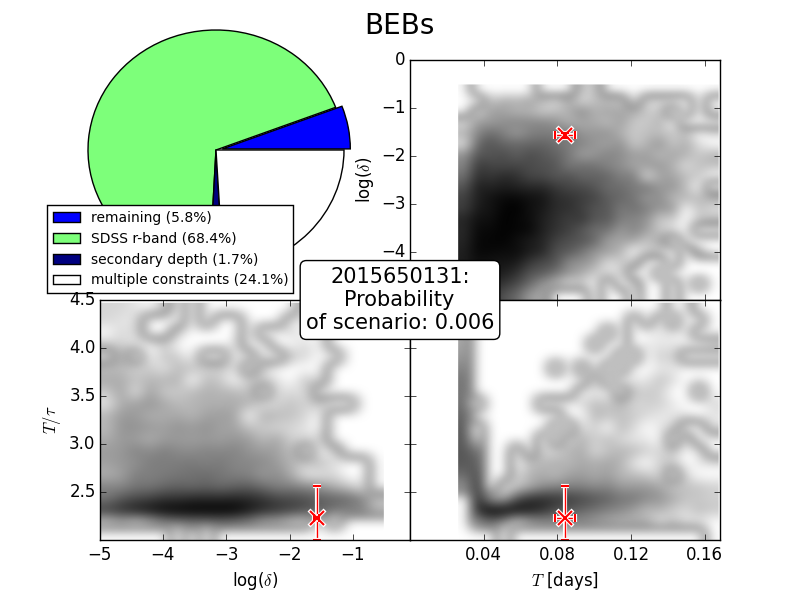 BEBs
remaining (5.8%)
SDSS r-band (68.4%)
secondary depth (1.7%)
multiple constraints (24.1%)
0
−1
−2
−3
−4
log(δ)
2015650131:
Probability
of scenario: 0.006
4.5
4.0
3.5
3.0
2.5
T/τ
−5 −4 −3 −2 −1
log(δ)
0.04 0.08 0.12 0.16
T [days]